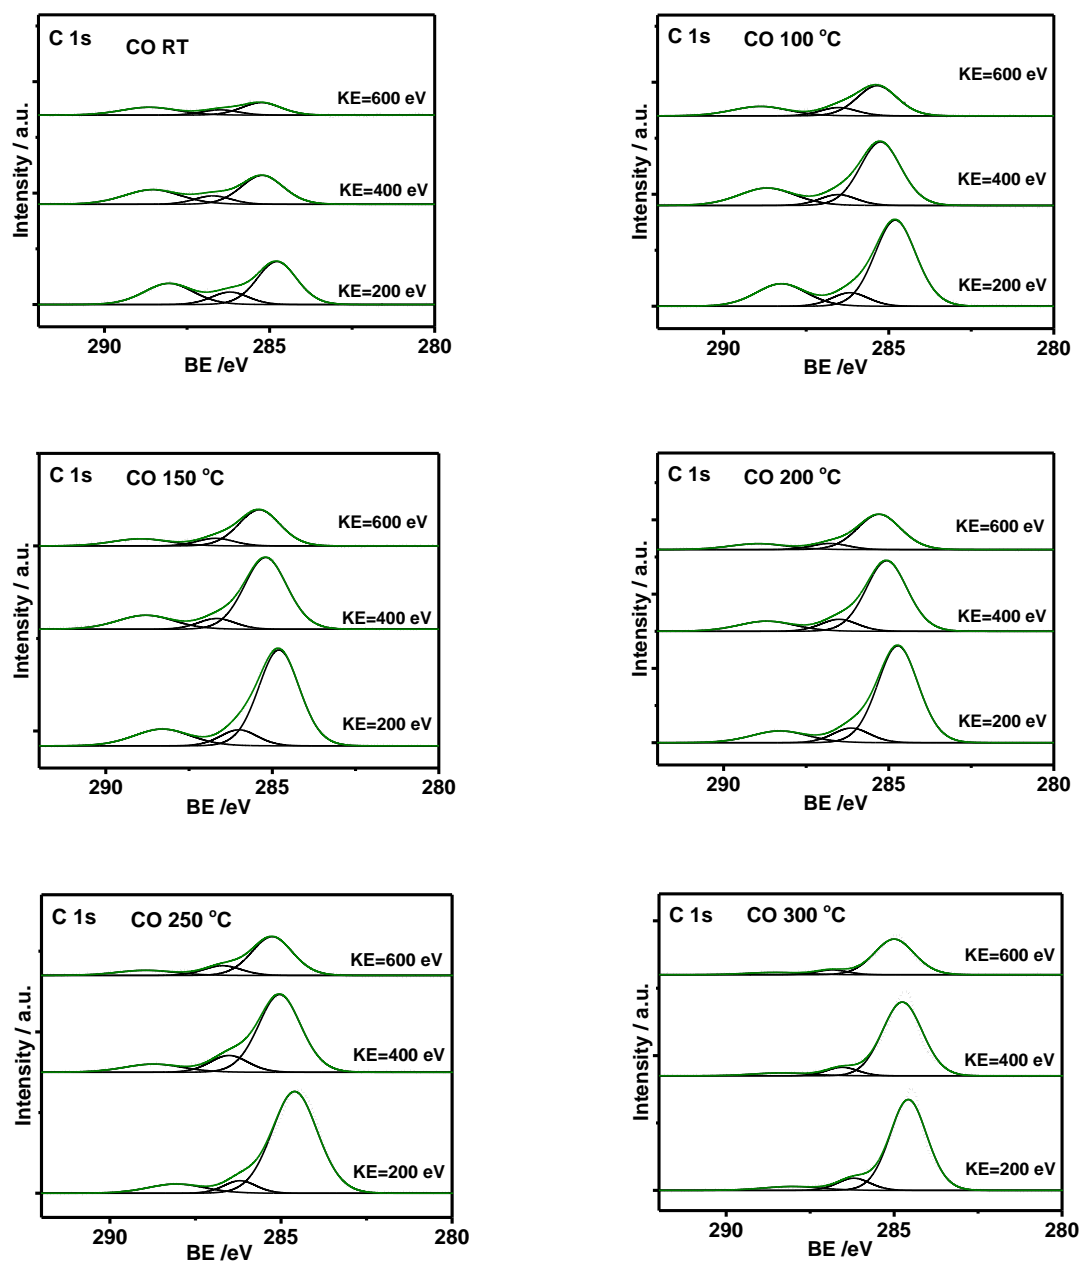 C 1s
CO RT
KE=600 eV
KE=400 eV
KE=200 eV
Intensity / a.u.
290
285
280
BE /eV
C 1s
CO 100 °C
KE=600 eV
KE=400 eV
KE=200 eV
Intensity / a.u.
290
285
280
BE /eV
C 1s
CO 150 °C
KE=600 eV
KE=400 eV
KE=200 eV
Intensity / a.u.
290
285
280
BE /eV
C 1s
CO 200 °C
KE=600 eV
KE=400 eV
KE=200 eV
Intensity / a.u.
290
285
280
BE /eV
C 1s
CO 250 °C
KE=600 eV
KE=400 eV
KE=200 eV
Intensity / a.u.
290
285
280
BE /eV
C 1s
CO 300 °C
KE=600 eV
KE=400 eV
KE=200 eV
Intensity / a.u.
290
285
280
BE /eV